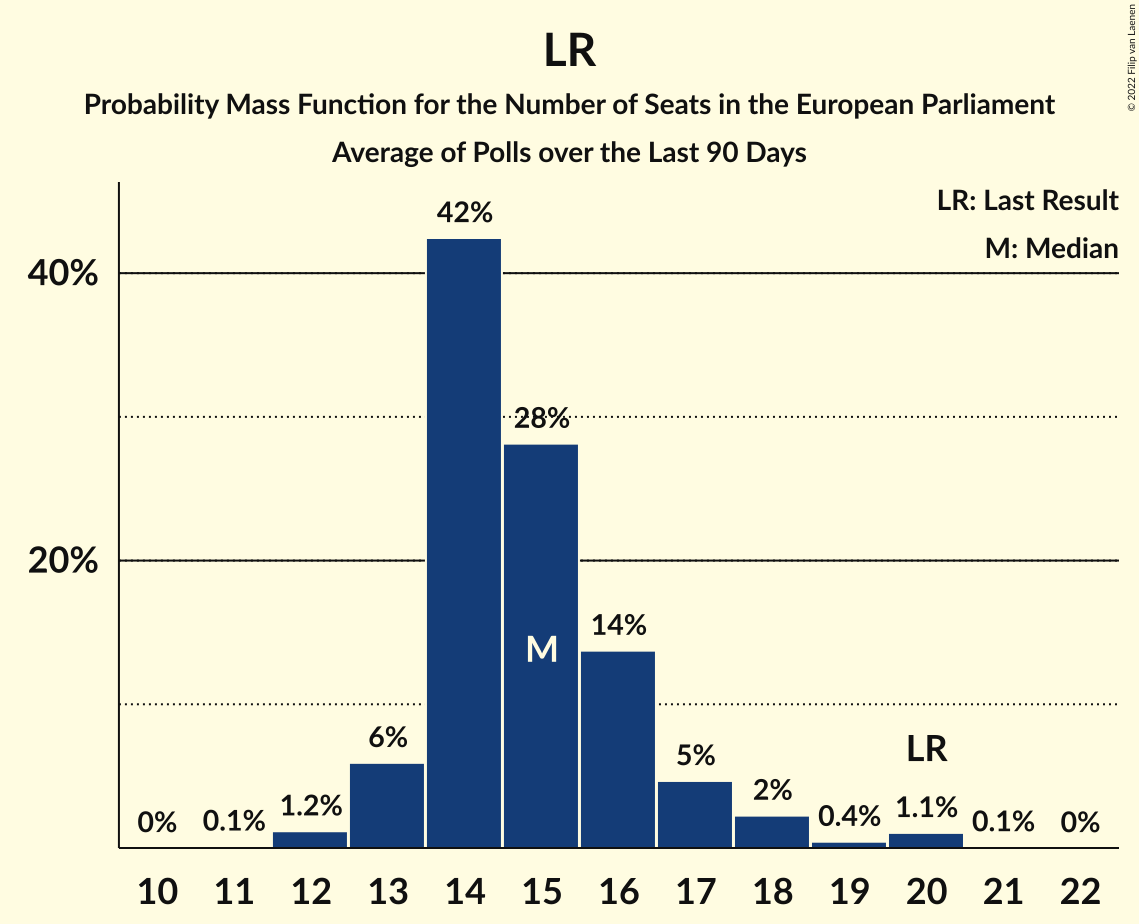 LR
Probability Mass Function for the Number of Seats in the European Parliament
Average of Polls over the Last 90 Days
© 2022 Filip van Laenen
LR: Last Result
M: Median
40%
20%
0%
0.1%
1.2%
6%
42%
28%
14%
5%
2%
0.4%
1.1%
0.1%
0%
M
LR
10 11 12 13 14 15 16 17 18 19 20 21 22